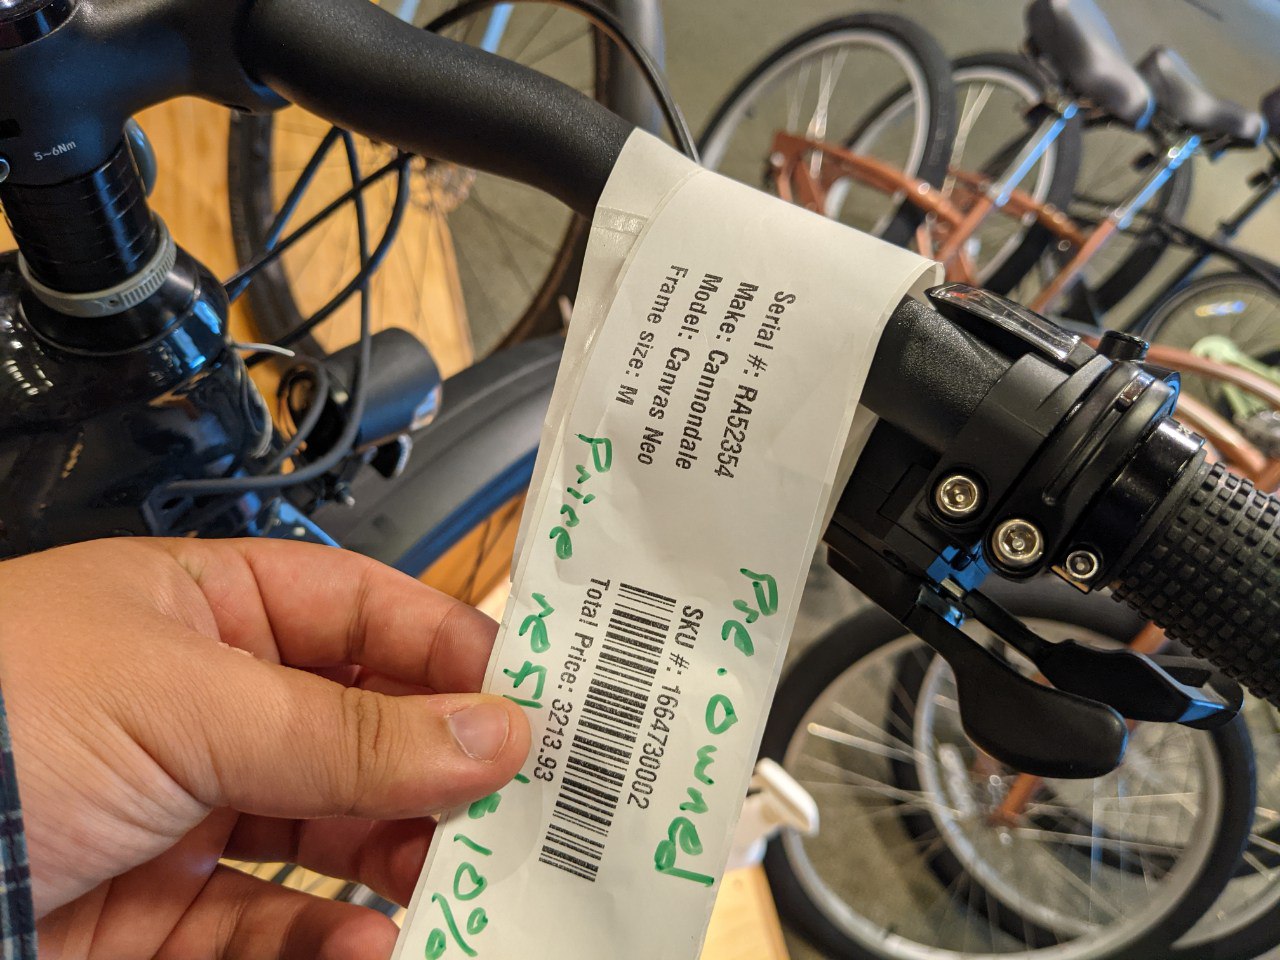 Serial #: RA52354
Make: Cannondale
Model: Canvas Neo
Frame size: M
Pre.owned
SKU #: 1664730002
Total Price: 3213.93
Price
10%
5~6Nm